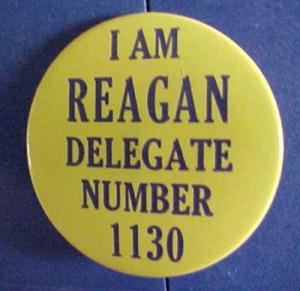 I AM
REAGAN
DELEGATE
NUMBER
1130